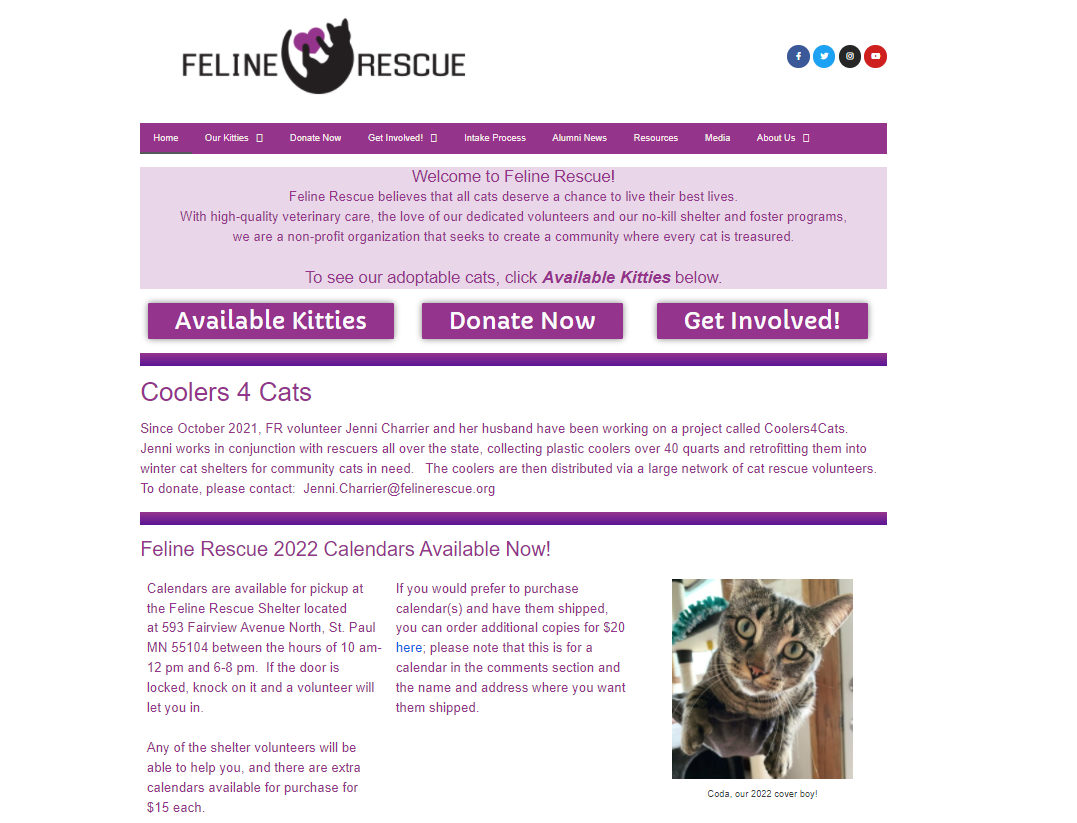 FELINE RESCUE
Home Our Kitties Donate Now Get Involved! Intake Process Alumni News Resources Media About Us
Welcome to Feline Rescue!
Feline Rescue believes that all cats deserve a chance to live their best lives.
With high-quality veterinary care, the love of our dedicated volunteers and our no-kill shelter and foster programs,
we are a non-profit organization that seeks to create a community where every cat is treasured.
To see our adoptable cats, click Available Kitties below.
Available Kitties Donate Now Get Involved!
Coolers 4 Cats
Since October 2021, FR volunteer Jenni Charrier and her husband have been working on a project called Coolers4Cats.
Jenni works in conjunction with rescuers all over the state, collecting plastic coolers over 40 quarts and retrofitting them into
winter cat shelters for community cats in need. The coolers are then distributed via a large network of cat rescue volunteers.
To donate, please contact: Jenni.Charrier@felinerescue.org
Feline Rescue 2022 Calendars Available Now!
Calendars are available for pickup at
the Feline Rescue Shelter located
at 593 Fairview Avenue North, St. Paul
MN 55104 between the hours of 10 am-
12 pm and 6-8 pm. If the door is
locked, knock on it and a volunteer will
let you in.
Any of the shelter volunteers will be
able to help you, and there are extra
calendars available for purchase for
$15 each.
If you would prefer to purchase
calendar(s) and have them shipped,
you can order additional copies for $20
here; please note that this is for a
calendar in the comments section and
the name and address where you want
them shipped.
Coda, our 2022 cover boy!